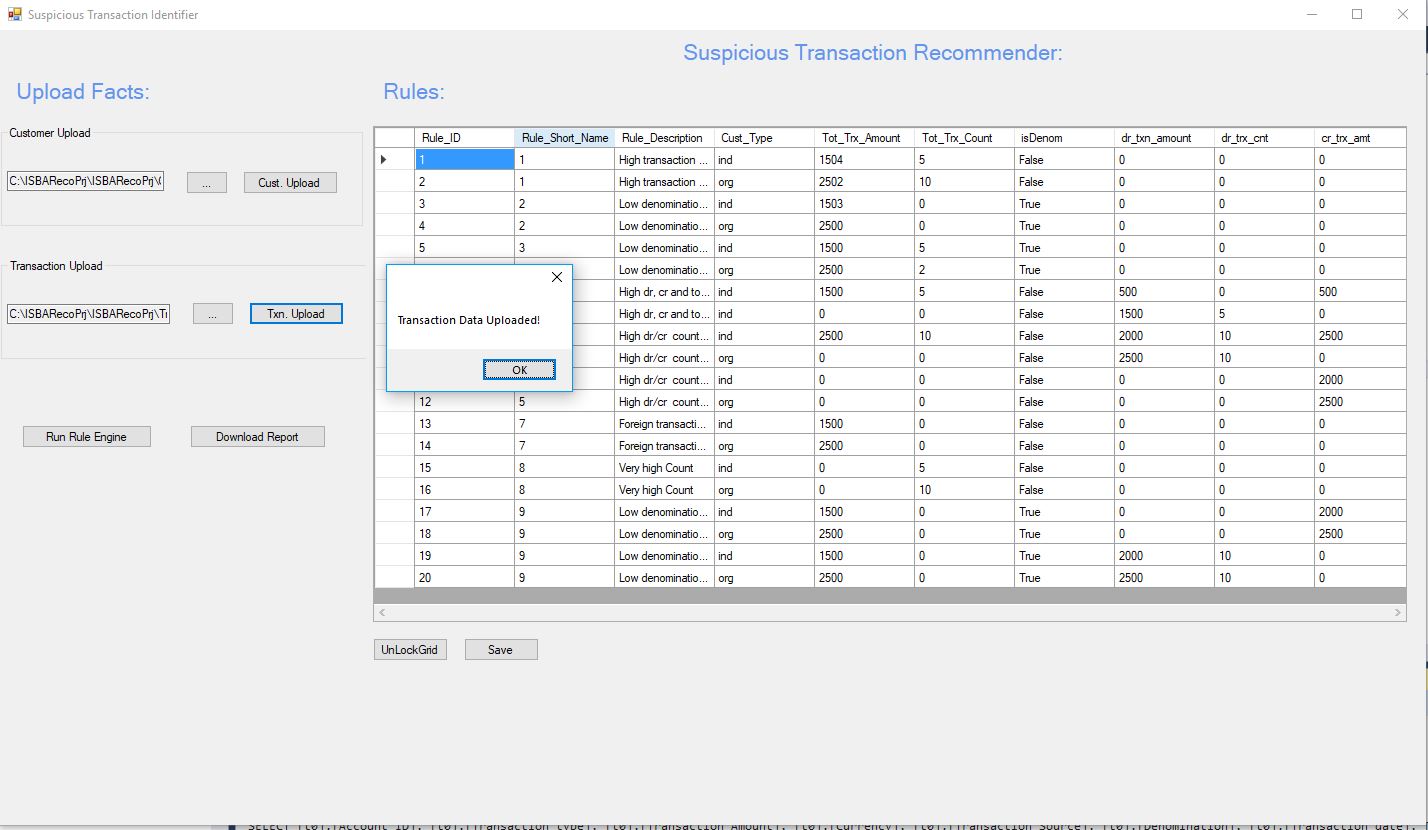 Suspicious Transaction Identifier
Suspicious Transaction Recommender:
Upload Facts:
Rules:
Customer Upload
C:\ISBARecoPrj\ISBARecoPrj\
... Cust. Upload
Transaction Upload
C:\ISBARecoPrj\ISBARecoPrj\Tr
... Txn. Upload
Run Rule Engine Download Report
Rule_ID Rule_Short_Name Rule_Description Cust_Type Tot_Trx_Amount Tot_Trx_Count isDenom dr_txn_amount dr_trx_cnt cr_trx_amt
1 1 High transaction ... ind 1504 5 False 0 0 0
2 1 High transaction ... org 2502 10 False 0 0 0
3 2 Low denominatio... ind 1503 0 True 0 0 0
4 2 Low denominatio... org 2500 0 True 0 0 0
5 3 Low denominatio... ind 1500 5 True 0 0 0
Low denominatio... org 2500 2 True 0 0 0
High dr, cr and to... ind 1500 5 False 500 0 500
High dr, cr and to... ind 0 0 False 1500 5 0
High dr/cr count... ind 2500 10 False 2000 10 2500
High dr/cr count... org 0 0 False 2500 10 0
High dr/cr count... ind 0 0 False 0 0 2000
12 5 High dr/cr count... org 0 0 False 0 0 2500
13 7 Foreign transacti... ind 1500 0 False 0 0 0
14 7 Foreign transacti... org 2500 0 False 0 0 0
15 8 Very high Count ind 0 5 False 0 0 0
16 8 Very high Count org 0 10 False 0 0 0
17 9 Low denominatio... ind 1500 0 True 0 0 2000
18 9 Low denominatio... org 2500 0 True 0 0 2500
19 9 Low denominatio... ind 1500 0 True 2000 10 0
20 9 Low denominatio... org 2500 0 True 2500 10 0
Transaction Data Uploaded!
OK
UnLockGrid Save